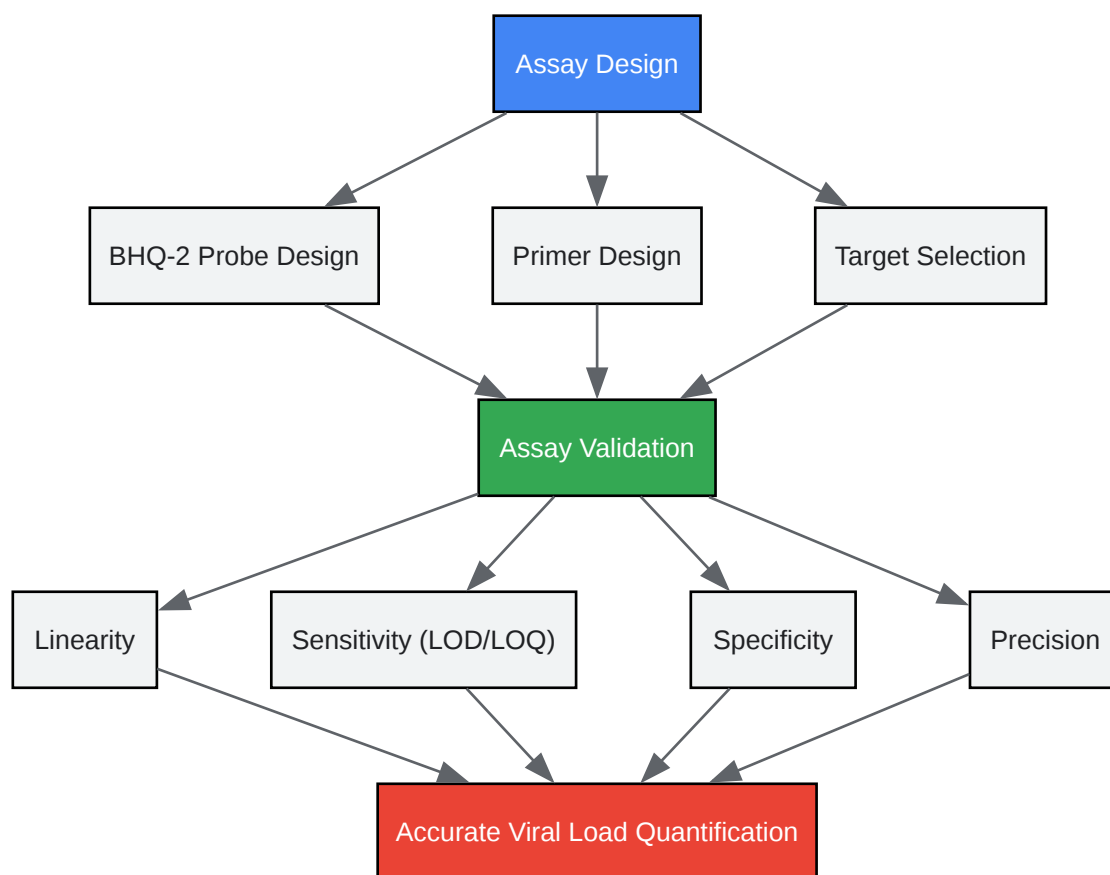 Assay Design
BHQ-2 Probe Design
Primer Design
Target Selection
Assay Validation
Linearity
Sensitivity (LOD/LOQ)
Specificity
Precision
Accurate Viral Load Quantification